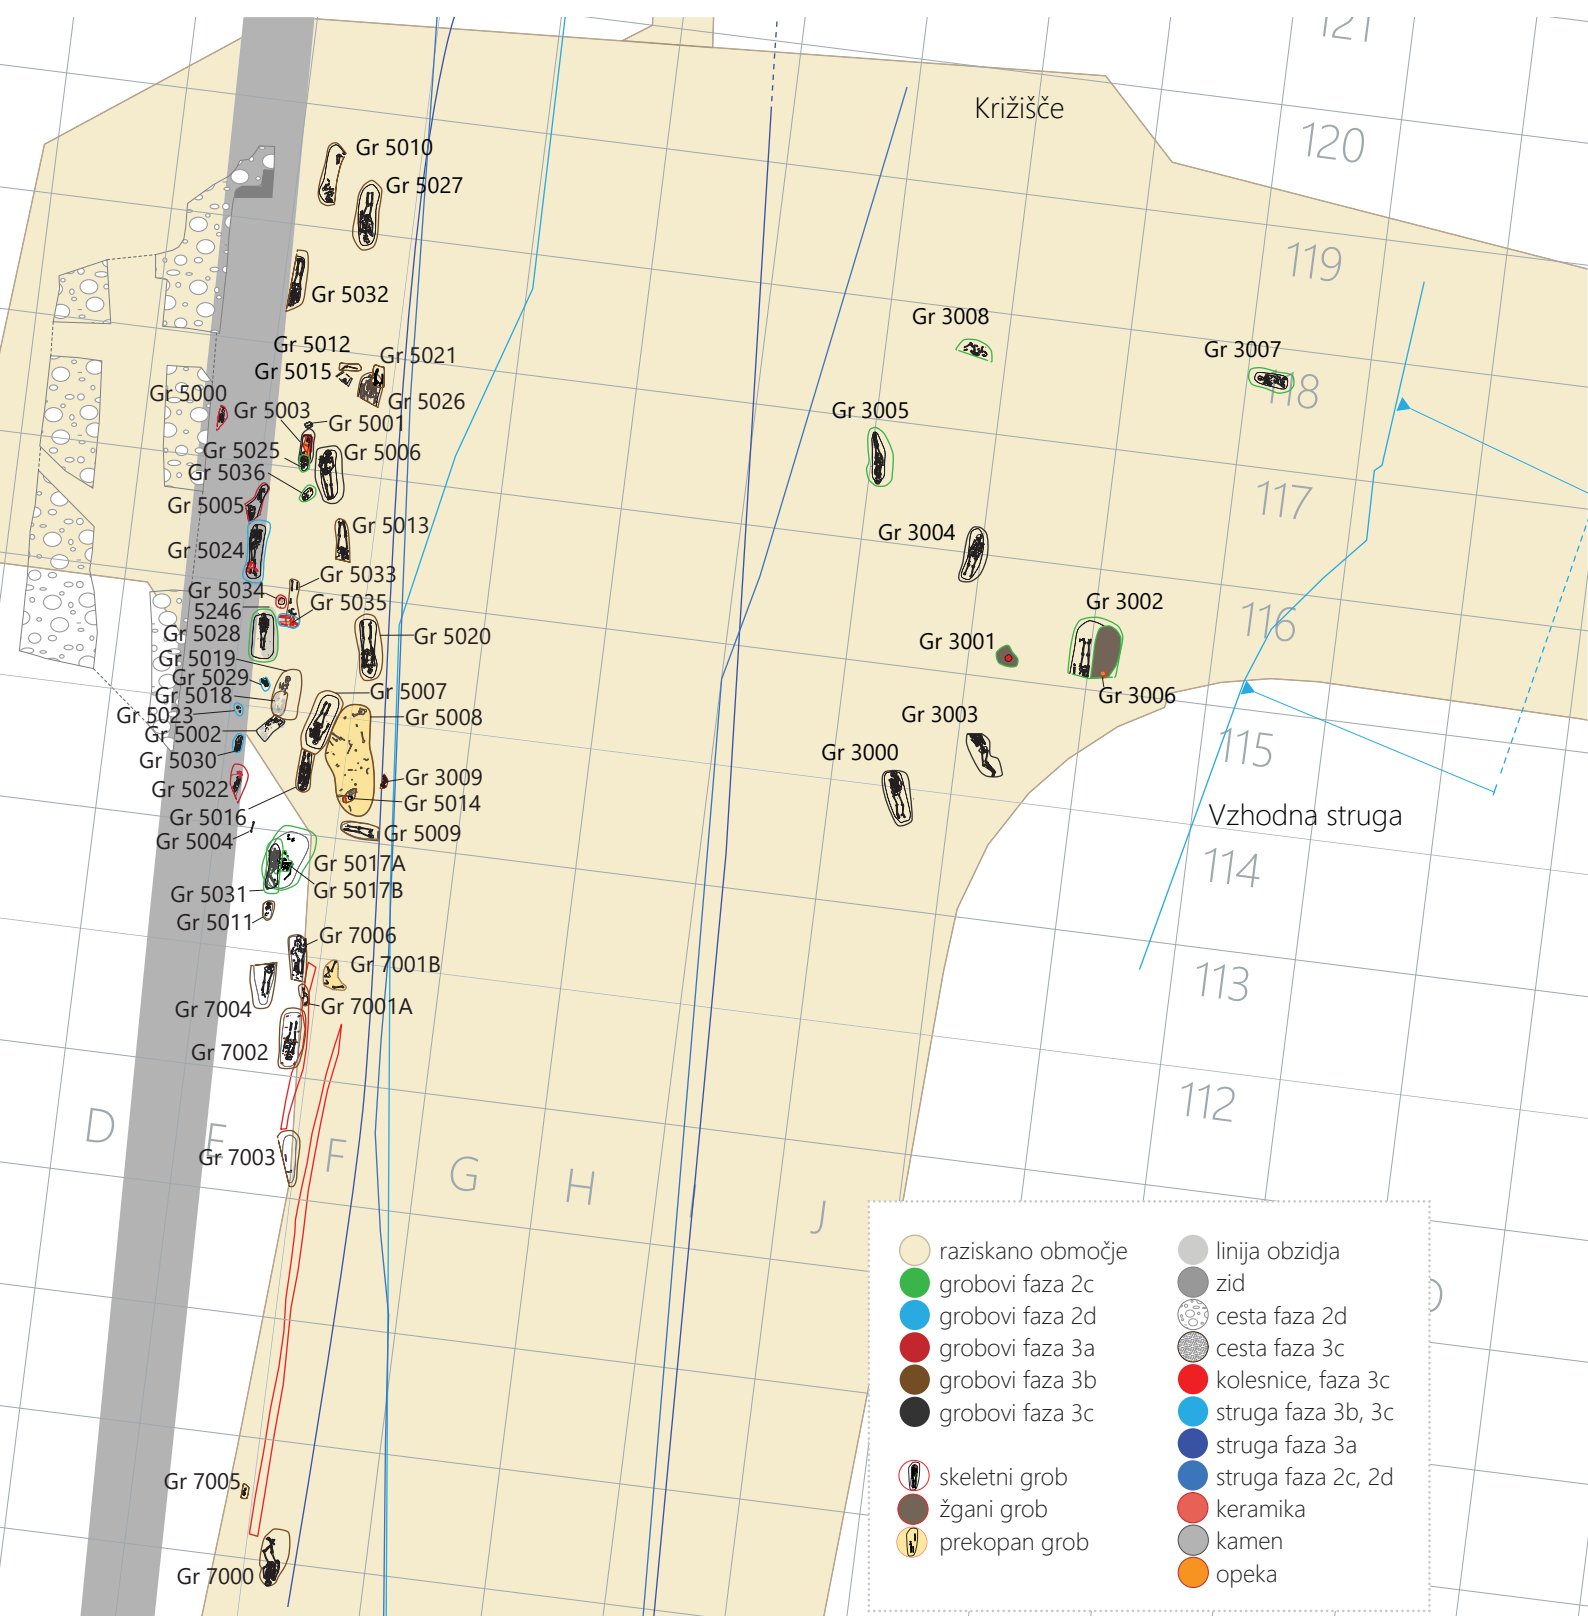 121
Križišče
120
Gr 5010
Gr 5027
119
Gr 5032
Gr 3008
Gr 5012
Gr 5021
Gr 3007
Gr 5015
118
Gr 5000
Gr 5026
Gr 5003
Gr 5001
Gr 3005
Gr 5025
Gr 5006
Gr 5036
117
Gr 5005
Gr 5013
Gr 3004
Gr 5024
Gr 5033
Gr 5034
Gr 5035
Gr 3002
5246
116
Gr 5028
Gr 5020
Gr 3001
Gr 5019
Gr 5029
Gr 5007
Gr 5018
Gr 3006
Gr 5023
Gr 5008
Gr 3003
Gr 5002
115
Gr 5030
Gr 3000
Gr 3009
Gr 5022
Gr 5014
Gr 5016
Vzhodna struga
Gr 5004
Gr 5009
Gr 5017A
114
Gr 5031
Gr 5017B
Gr 5011
Gr 7006
Gr 7001B
113
Gr 7004
Gr 7001A
Gr 7002
112
D
E
F
G
H
J
Gr 7003
raziskano območje
grobovi faza 2c
grobovi faza 2d
grobovi faza 3a
grobovi faza 3b
grobovi faza 3c
skeletni grob
žgani grob
prekopan grob
linija obzidja
zid
cesta faza 2d
cesta faza 3c
kolesnice, faza 3c
struga faza 3b, 3c
struga faza 3a
struga faza 2c, 2d
keramika
kamen
opeka
Gr 7005
Gr 7000